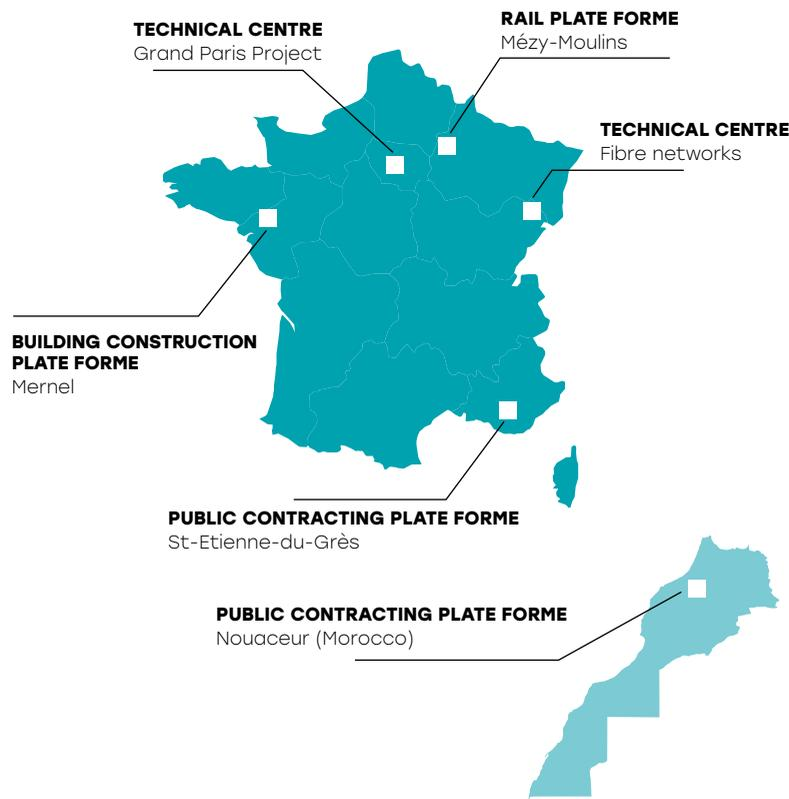 TECHNICAL CENTRE
Grand Paris Project
RAIL PLATE FORME
Mézy-Moulins
TECHNICAL CENTRE
Fibre networks
BUILDING CONSTRUCTION
PLATE FORME
Mernel
PUBLIC CONTRACTING PLATE FORME
St-Etienne-du-Grès
PUBLIC CONTRACTING PLATE FORME
Nouaceur (Morocco)